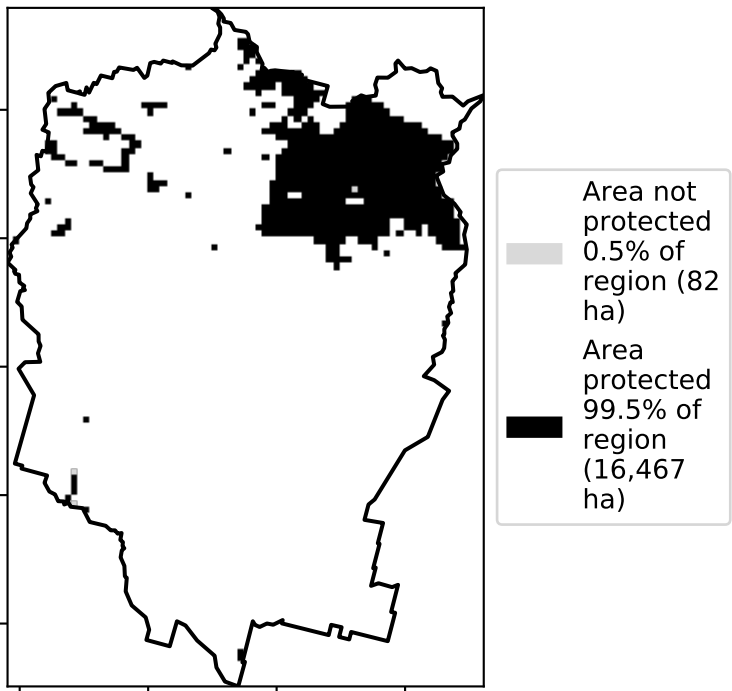 Area not
protected
0.5% of
region (82
ha)
Area
protected
99.5% of
region
(16,467
ha)